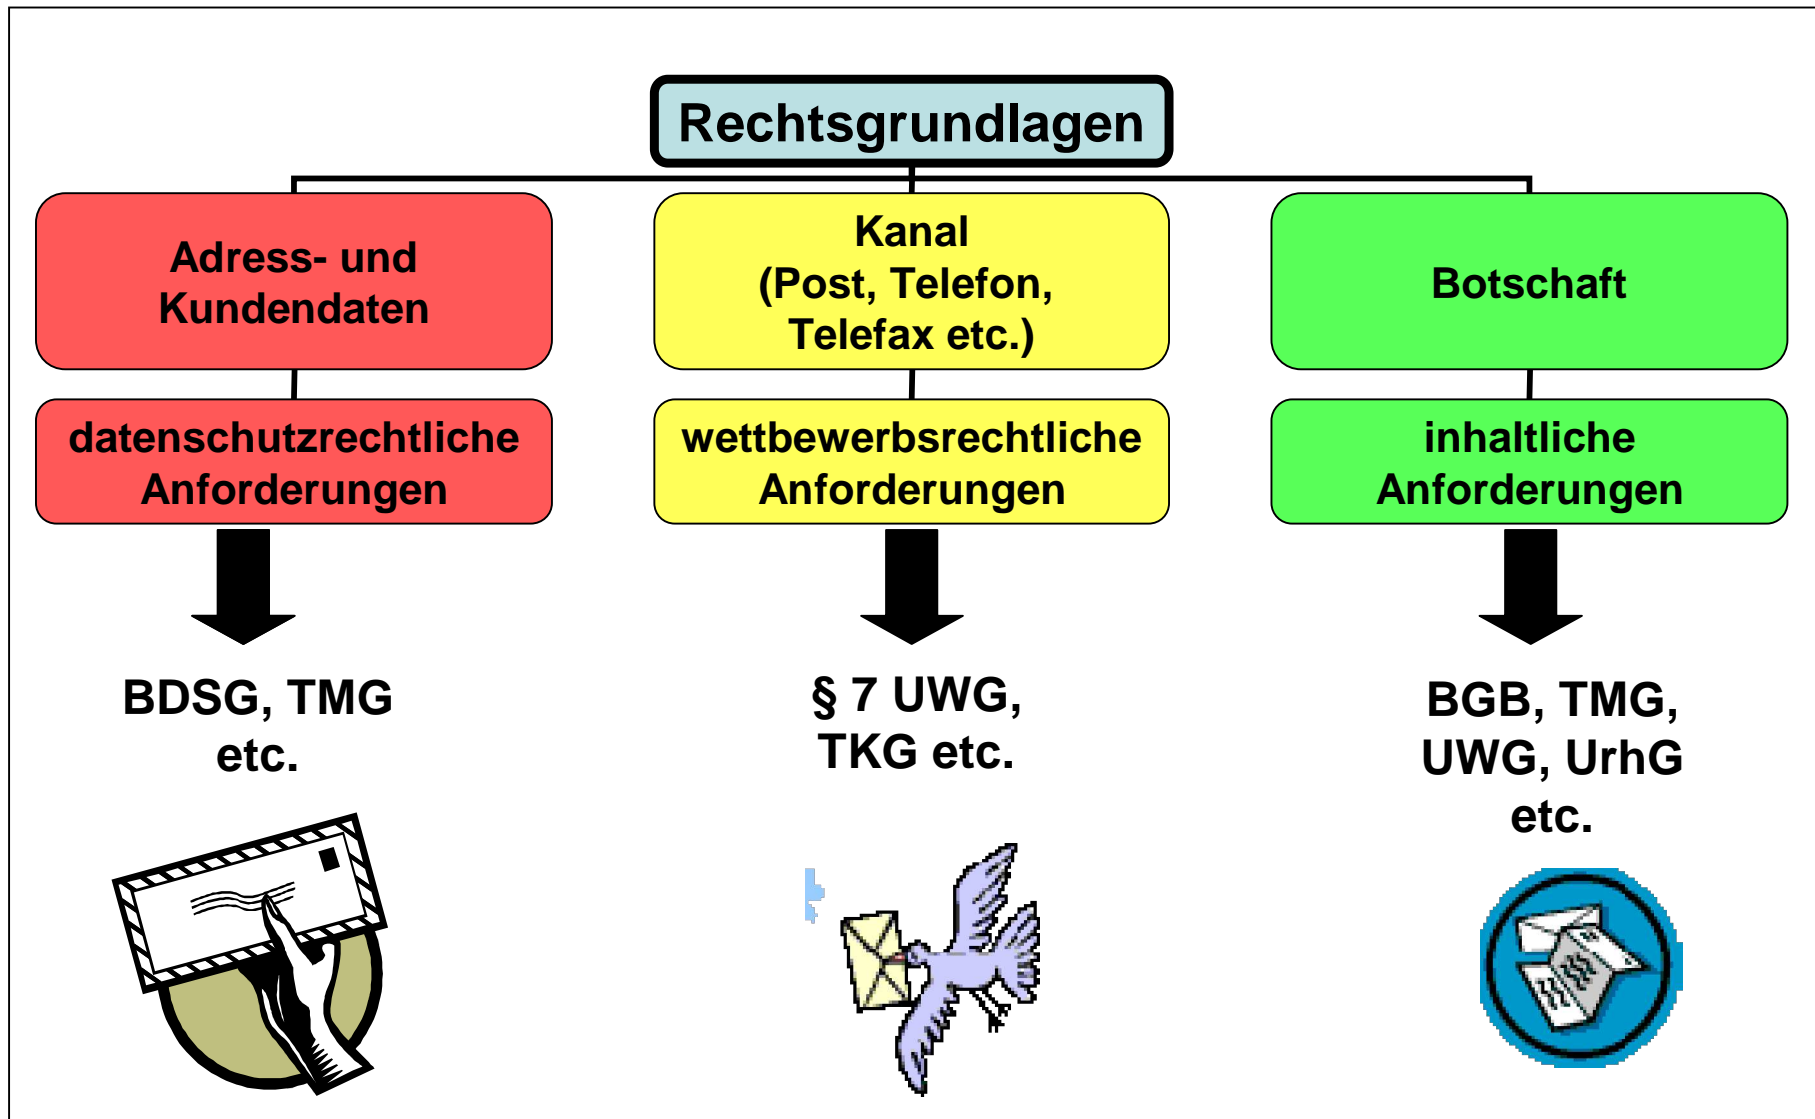 Rechtsgrundlagen
Adress- und
Kundendaten
datenschutzrechtliche
Anforderungen
BDSG, TMG
etc.
Kanal
(Post, Telefon,
Telefax etc.)
wettbewerbsrechtliche
Anforderungen
§ 7 UWG,
TKG etc.
Botschaft
inhaltliche
Anforderungen
BGB, TMG,
UWG, UrhG
etc.